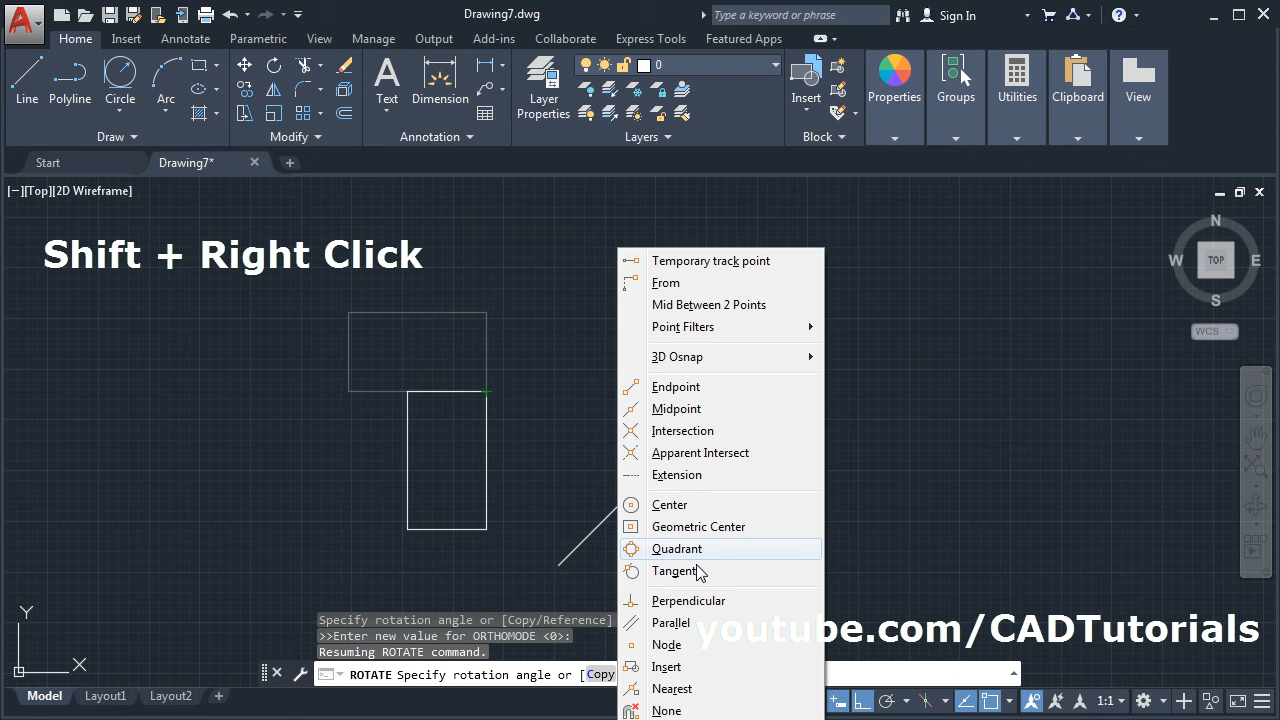 Drawing7.dwg
Type a keyword or phrase
Sign In
Home Insert Annotate Parametric View Manage Output Add-ins Collaborate Express Tools Featured Apps
0
Line Polyline Circle Arc
Text Dimension
Layer
Properties
Insert
Properties Groups Utilities Clipboard View
Draw Modify Annotation Layers Block
Start Drawing7*
[−][Top][2D Wireframe]
Shift + Right Click
N
W TOP E
S
WCS
Temporary track point
From
Mid Between 2 Points
Point Filters
3D Osnap
Endpoint
Midpoint
Intersection
Apparent Intersect
Extension
Center
Geometric Center
Quadrant
Tangent
Perpendicular
Parallel
Node
Insert
Nearest
None
Y
X
Specify rotation angle or [Copy/Reference]
>>Enter new value for ORTHOMODE <0>:
Resuming ROTATE command.
ROTATE Specify rotation angle or [Copy
youtube.com/CADTutorials
Model Layout1 Layout2
1:1